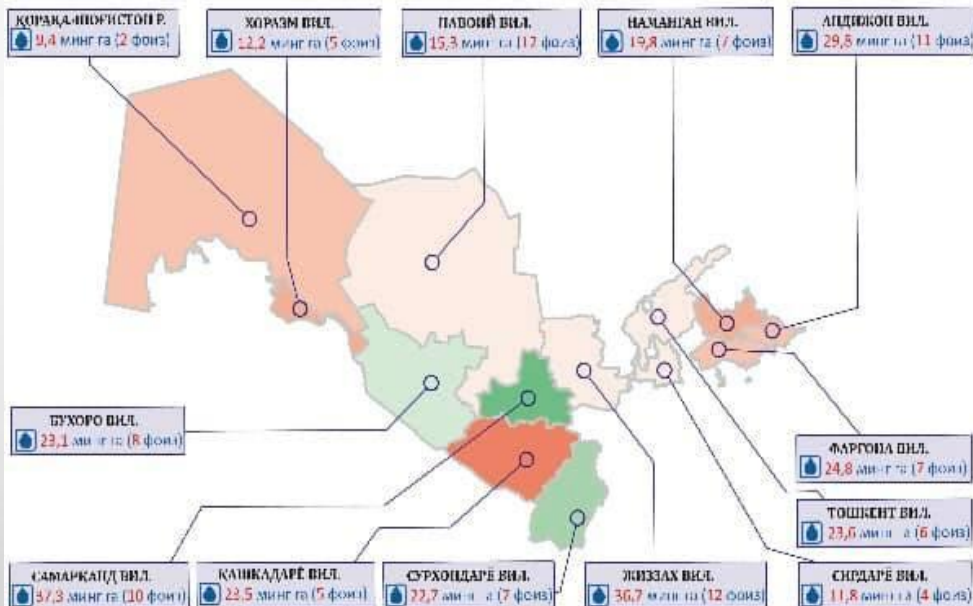 ҚОРАҚАЛПОҒИСТОН Р.
9,4 минг га (2 фоиз)
ХОРАЗМ ВИЛ.
12,2 минг га (5 фоиз)
НАВОИЙ ВИЛ.
15,3 минг га (12 фоиз)
НАМАНГАН ВИЛ.
19,8 минг га (7 фоиз)
АНДИЖОН ВИЛ.
29,8 минг га (11 фоиз)
БУХОРО ВИЛ.
23,1 минг га (8 фоиз)
ФАРҒОНА ВИЛ.
24,8 минг га (7 фоиз)
ТОШКЕНТ ВИЛ.
23,6 минг га (6 фоиз)
САМАРҚАНД ВИЛ.
37,3 минг га (10 фоиз)
ҚАШҚАДАРЁ ВИЛ.
23,5 минг га (5 фоиз)
СУРХОНДАРЁ ВИЛ.
22,7 минг га (7 фоиз)
ЖИЗЗАХ ВИЛ.
36,7 минг га (12 фоиз)
СИРДАРЁ ВИЛ.
11,8 минг га (4 фоиз)